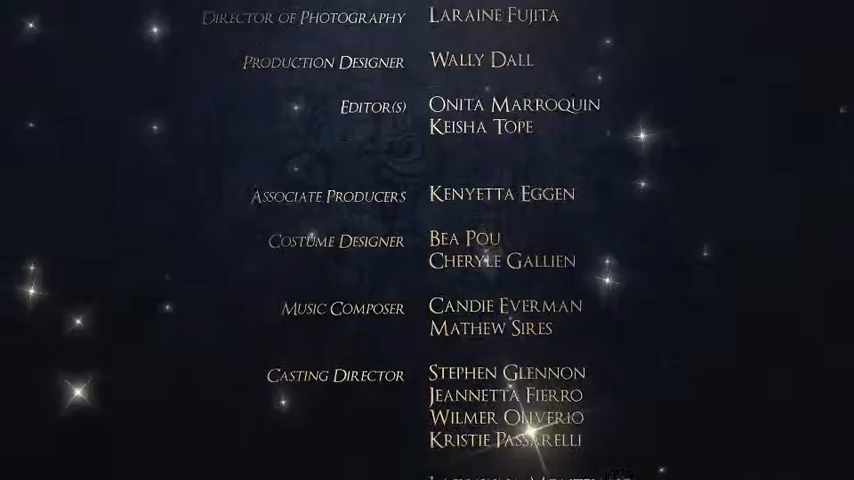 Director of Photography Laraine Fujita
Production Designer Wally Dall
Editor(s) Onita Marroquin
Keisha Tope
Associate Producers Kenyetta Eggen
Costume Designer Bea Pou
Cheryle Gallien
Music Composer Candie Everman
Mathew Sires
Casting Director Stephen Glennon
Jeannetta Fierro
Wilmer Oliverio
Kristie Passarelli